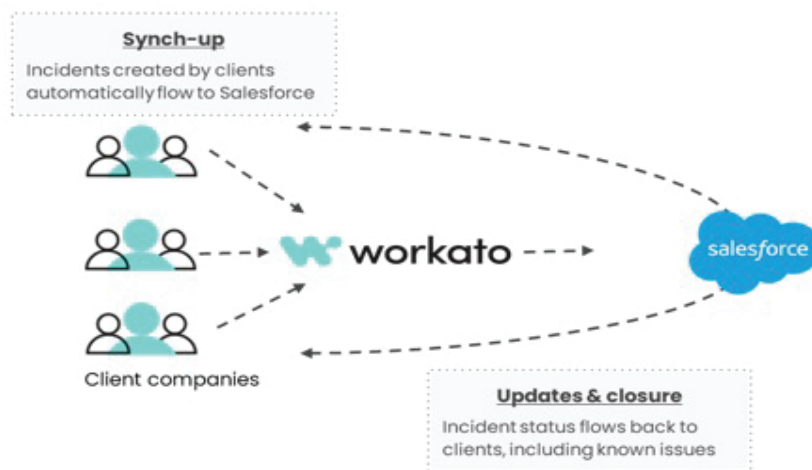 Synch-up
Incidents created by clients
automatically flow to Salesforce
workato
salesforce
Client companies
Updates & closure
Incident status flows back to
clients, including known issues